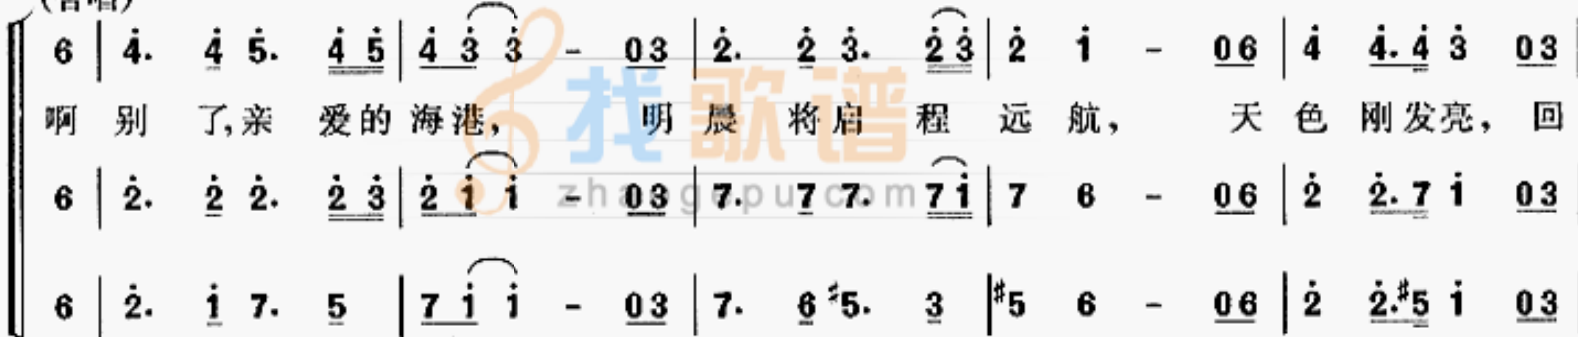 (合唱)
6 | 4̇. 4̇ 5̇. 4̇ 5̇ | 4̇ 3̇ 3̇ - 0 3 | 2̇. 2̇ 3̇. 2̇ 3̇ | 2̇ 1̇ - 0 6 | 4̇ 4̇. 4̇ 3̇ 0 3
啊 别 了,亲 爱的 海港, 明 晨 将启 程 远 航, 天 色 刚发亮, 回
6 | 2̇. 2̇ 2̇. 2̇ 3̇ | 2̇ 1̇ 1̇ - 0 3 | 7. 7 7. 7 1̇ | 7 6 - 0 6 | 2̇ 2̇. 7 1̇ 0 3
6 | 2̇. 1̇ 7. 5 | 7 1̇ 1̇ - 0 3 | 7. 6 #5. 3 | #5 6 - 0 6 | 2̇ 2̇. #5 1̇ 0 3
找歌谱
zhaogepu.com